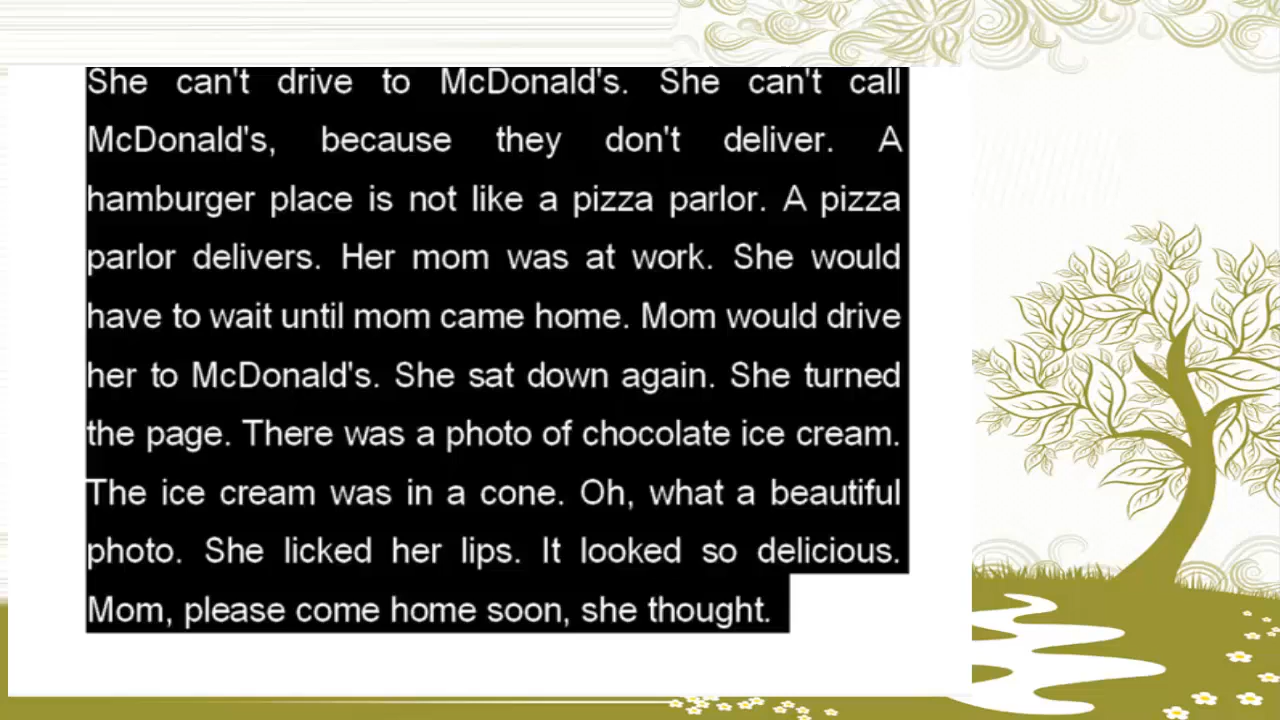 She can't drive to McDonald's. She can't call
McDonald's, because they don't deliver. A
hamburger place is not like a pizza parlor. A pizza
parlor delivers. Her mom was at work. She would
have to wait until mom came home. Mom would drive
her to McDonald's. She sat down again. She turned
the page. There was a photo of chocolate ice cream.
The ice cream was in a cone. Oh, what a beautiful
photo. She licked her lips. It looked so delicious.
Mom, please come home soon, she thought.